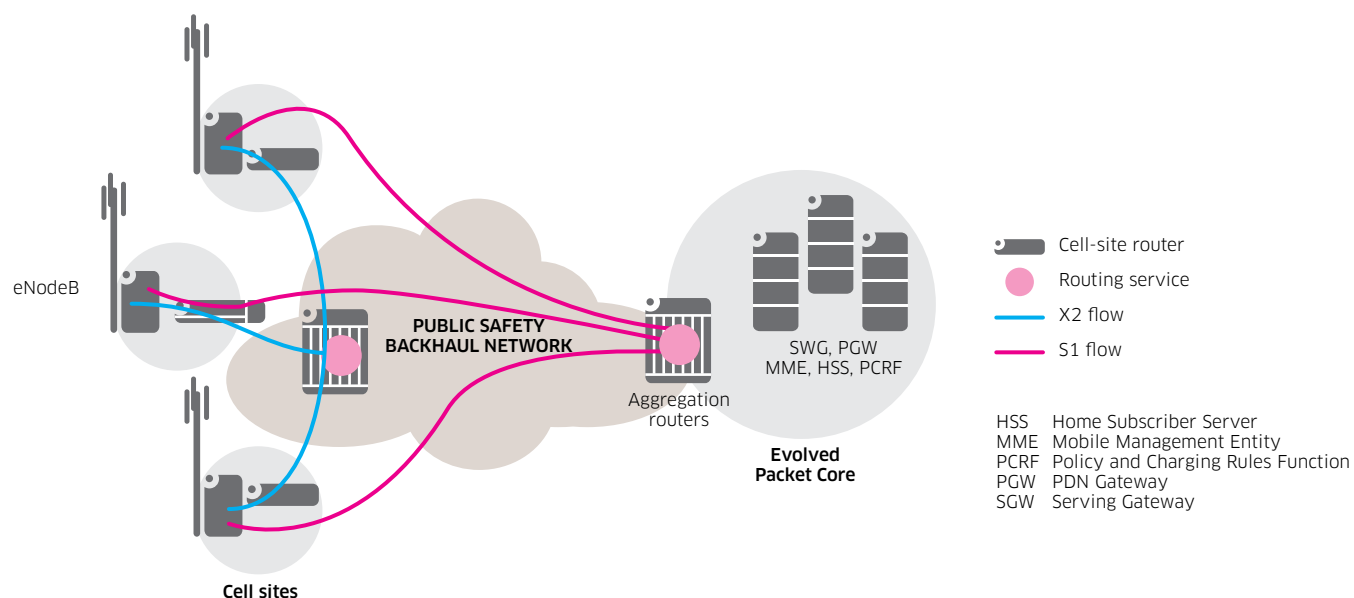 eNodeB
Cell sites
PUBLIC SAFETY
BACKHAUL NETWORK
Aggregation
routers
SWG, PGW
MME, HSS, PCRF
Evolved
Packet Core
Cell-site router
Routing service
X2 flow
S1 flow
HSS Home Subscriber Server
MME Mobile Management Entity
PCRF Policy and Charging Rules Function
PGW PDN Gateway
SGW Serving Gateway